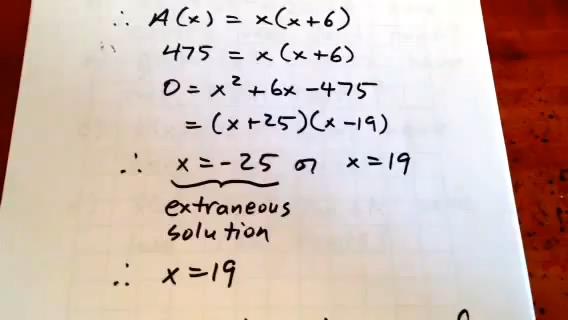 ∴ A(x) = x(x+6)
475 = x(x+6)
0 = x² + 6x - 475
= (x+25)(x-19)
∴ x = -25 or x = 19
extraneous
solution
∴ x = 19